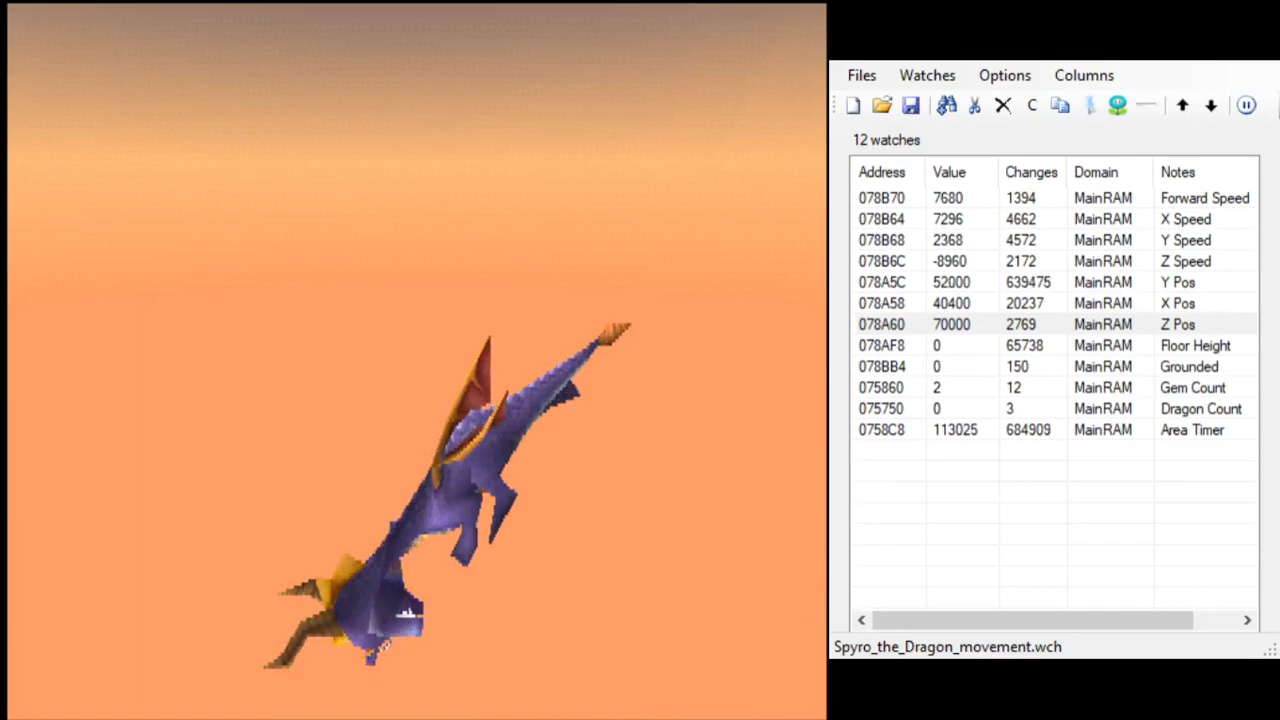 Files Watches Options Columns
C
12 watches
Address Value Changes Domain Notes
078B70 7680 1394 MainRAM Forward Speed
078B64 7296 4662 MainRAM X Speed
078B68 2368 4572 MainRAM Y Speed
078B6C -8960 2172 MainRAM Z Speed
078A5C 52000 639475 MainRAM Y Pos
078A58 40400 20237 MainRAM X Pos
078A60 70000 2769 MainRAM Z Pos
078AF8 0 65738 MainRAM Floor Height
078BB4 0 150 MainRAM Grounded
075860 2 12 MainRAM Gem Count
075750 0 3 MainRAM Dragon Count
0758C8 113025 684909 MainRAM Area Timer
Spyro_the_Dragon_movement.wch